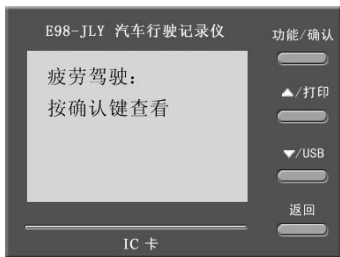 E98-JLY 汽车行驶记录仪
功能/确认
疲劳驾驶:
按确认键查看
▲/打印
▼/USB
返回
IC 卡